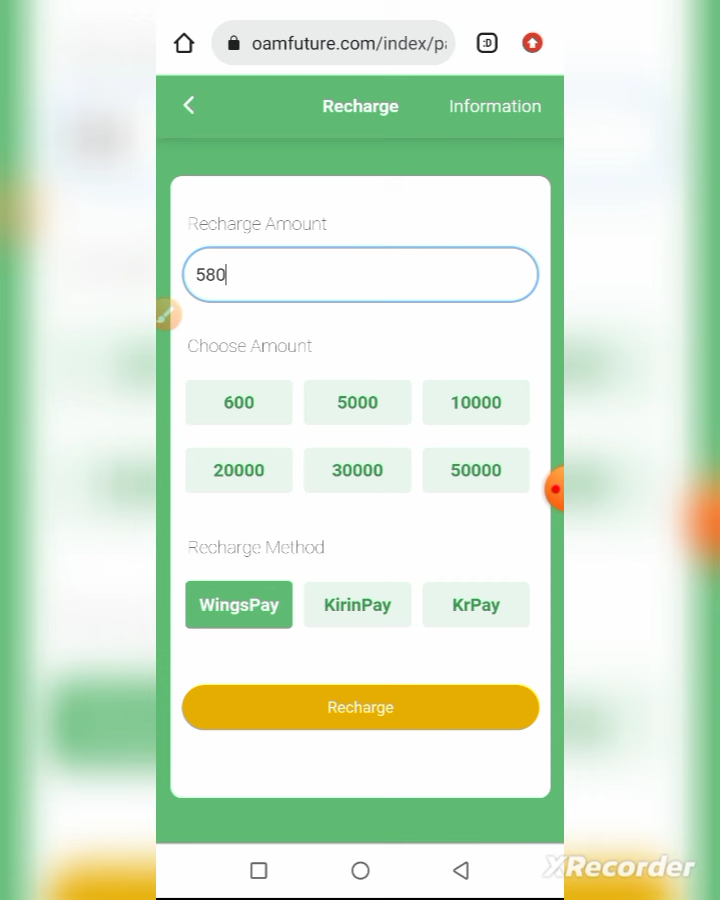 :D
oamfuture.com/index/pa
Recharge
Information
Recharge Amount
580
Choose Amount
600
5000
10000
20000
30000
50000
Recharge Method
WingsPay
KirinPay
KrPay
Recharge
XRecorder